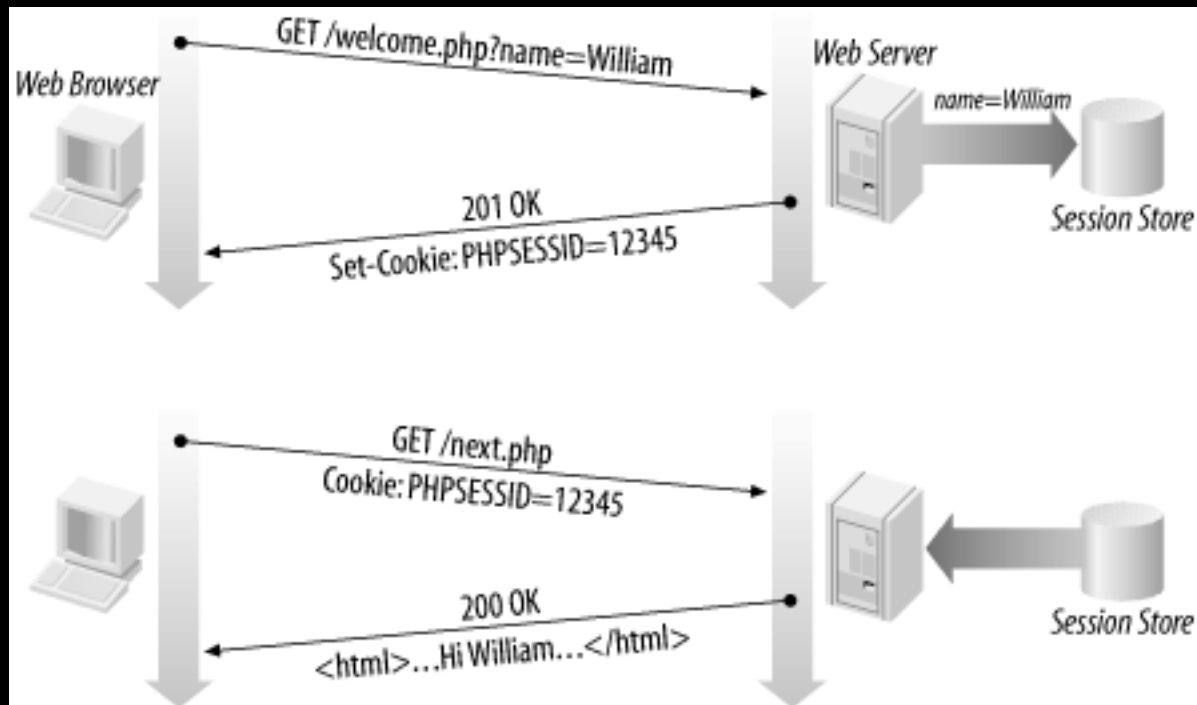 GET /welcome.php?name=William
Web Browser
Web Server
name=William
Session Store
201 OK
Set-Cookie: PHPSESSID=12345
GET /next.php
Cookie: PHPSESSID=12345
200 OK
<html>...Hi William...</html>
Session Store